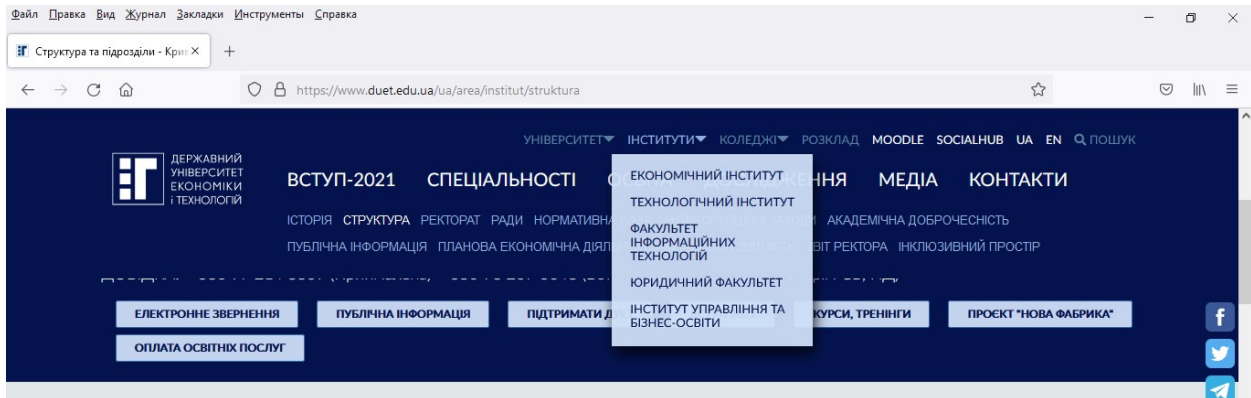 Файл Правка Вид Журнал Закладки Инструменты Справка
Структура та підрозділи - Кри
https://www.duet.edu.ua/ua/area/institut/struktura
УНІВЕРСИТЕТ ІНСТИТУТИ КОЛЕДЖІ РОЗКЛАД MOODLE SOCIALHUB UA EN ПОШУК
ДЕРЖАВНИЙ
УНІВЕРСИТЕТ
ЕКОНОМІКИ
І ТЕХНОЛОГІЙ
ВСТУП-2021 СПЕЦІАЛЬНОСТІ МЕДІА КОНТАКТИ
ІСТОРІЯ СТРУКТУРА РЕКТОРАТ РАДИ НОРМАТИВНА АКАДЕМІЧНА ДОБРОЧЕСНІСТЬ
ПУБЛІЧНА ІНФОРМАЦІЯ ПЛАНОВА ЕКОНОМІЧНА ЗВІТ РЕКТОРА ІНКЛЮЗИВНИЙ ПРОСТІР
ЕКОНОМІЧНИЙ ІНСТИТУТ
ТЕХНОЛОГІЧНИЙ ІНСТИТУТ
ФАКУЛЬТЕТ
ІНФОРМАЦІЙНИХ
ТЕХНОЛОГІЙ
ЮРИДИЧНИЙ ФАКУЛЬТЕТ
ІНСТИТУТ УПРАВЛІННЯ ТА
БІЗНЕС-ОСВІТИ
ЕЛЕКТРОННЕ ЗВЕРНЕННЯ ПУБЛІЧНА ІНФОРМАЦІЯ ПІДТРИМАТИ КУРСИ, ТРЕНІНГИ ПРОЄКТ "НОВА ФАБРИКА"
ОПЛАТА ОСВІТНІХ ПОСЛУГ